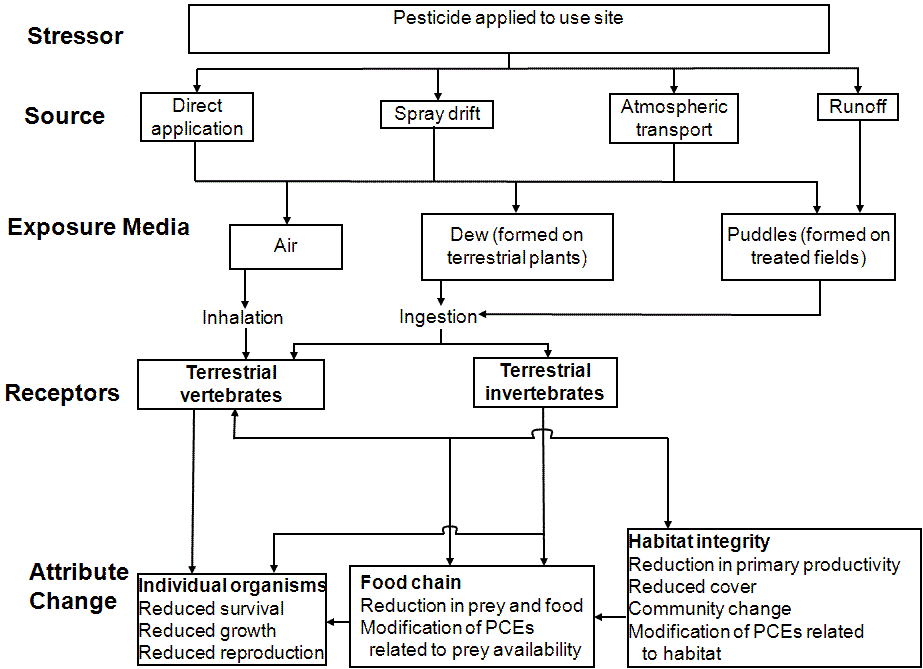 Stressor
Pesticide applied to use site
Source
Direct
application
Spray drift
Atmospheric
transport
Runoff
Exposure Media
Air
Dew (formed on
terrestrial plants)
Puddles (formed on
treated fields)
Inhalation
Ingestion
Receptors
Terrestrial
vertebrates
Terrestrial
invertebrates
Attribute
Change
Individual organisms
Reduced survival
Reduced growth
Reduced reproduction
Food chain
Reduction in prey and food
Modification of PCEs
related to prey availability
Habitat integrity
Reduction in primary productivity
Reduced cover
Community change
Modification of PCEs related
to habitat